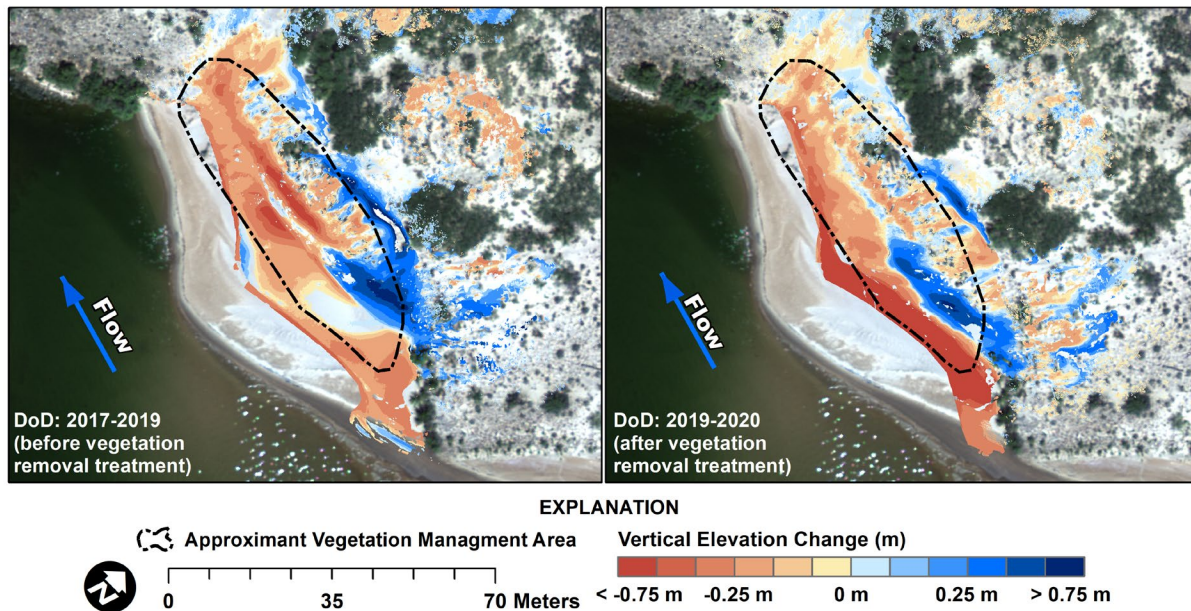 Flow
DoD: 2017-2019
(before vegetation
removal treatment)
Flow
DoD: 2019-2020
(after vegetation
removal treatment)
EXPLANATION
Approximant Vegetation Managment Area
N
0 35 70 Meters
Vertical Elevation Change (m)
< -0.75 m -0.25 m 0 m 0.25 m > 0.75 m